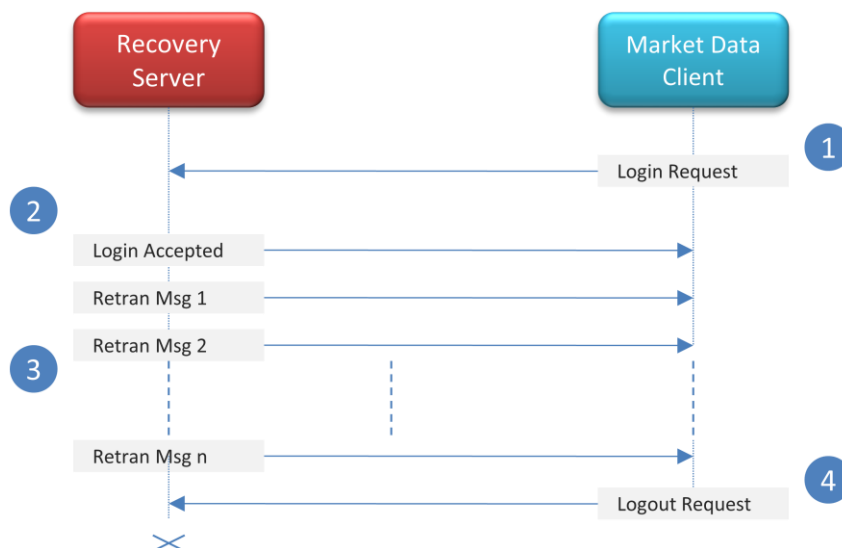 Recovery
Server
Market Data
Client
1
Login Request
2
Login Accepted
Retran Msg 1
Retran Msg 2
3
Retran Msg n
4
Logout Request